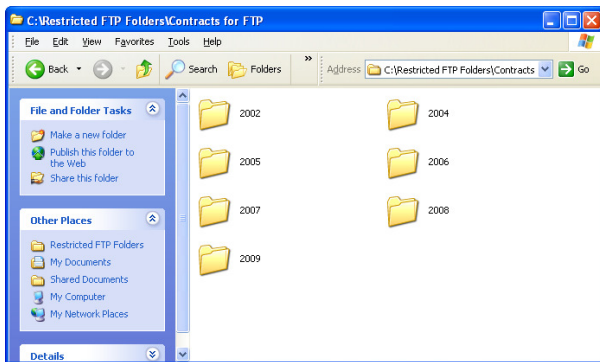 C:\Restricted FTP Folders\Contracts for FTP
File Edit View Favorites Tools Help
Back Search Folders » Address C:\Restricted FTP Folders\Contracts Go
File and Folder Tasks
Make a new folder
Publish this folder to
the Web
Share this folder
Other Places
Restricted FTP Folders
My Documents
Shared Documents
My Computer
My Network Places
Details
2002 2004
2005 2006
2007 2008
2009